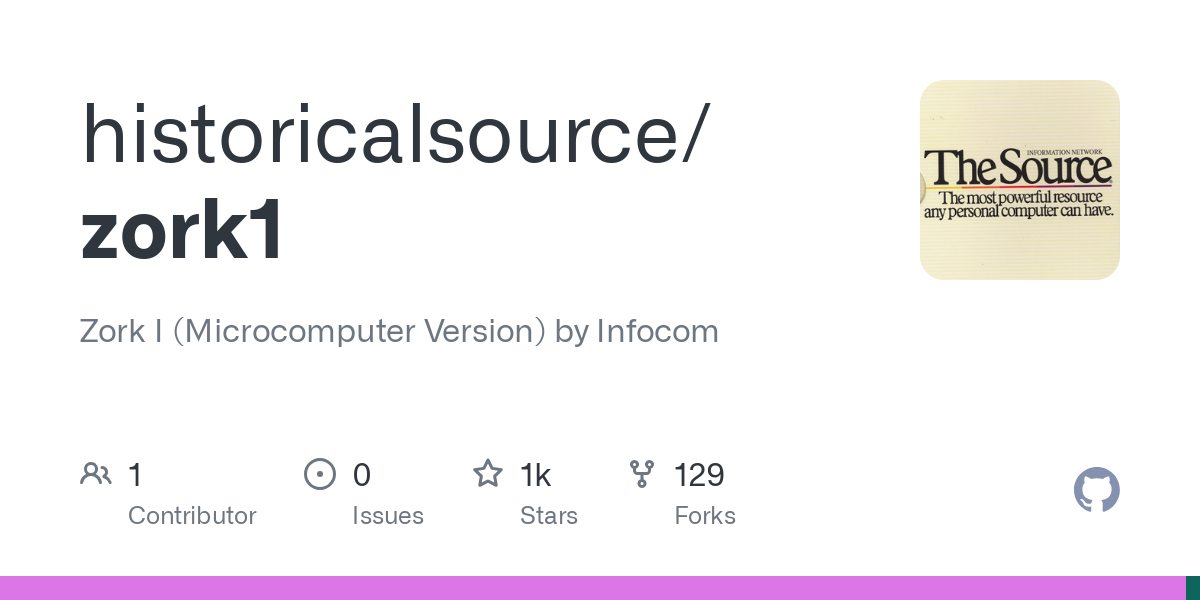 historicalsource/
zork1
INFORMATION NETWORK
The Source
The most powerful resource
any personal computer can have.
Zork I (Microcomputer Version) by Infocom
1
Contributor
0
Issues
1k
Stars
129
Forks